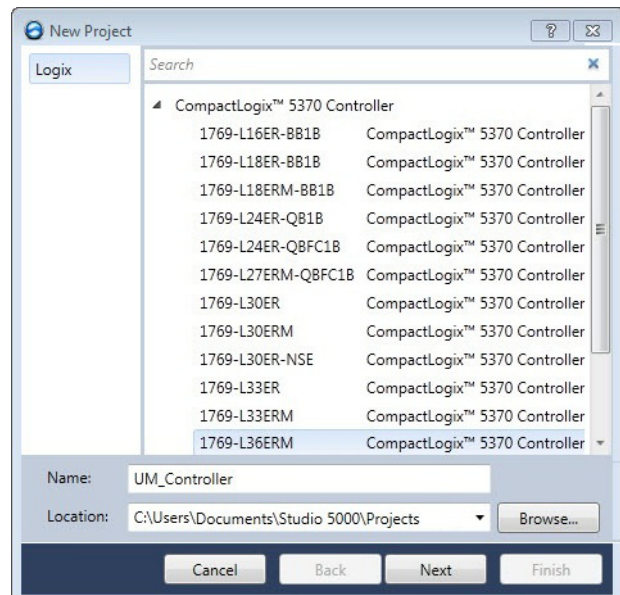 New Project
Logix
Search
CompactLogix™ 5370 Controller
1769-L16ER-BB1B CompactLogix™ 5370 Controller
1769-L18ER-BB1B CompactLogix™ 5370 Controller
1769-L18ERM-BB1B CompactLogix™ 5370 Controller
1769-L24ER-QB1B CompactLogix™ 5370 Controller
1769-L24ER-QBFC1B CompactLogix™ 5370 Controller
1769-L27ERM-QBFC1B CompactLogix™ 5370 Controller
1769-L30ER CompactLogix™ 5370 Controller
1769-L30ERM CompactLogix™ 5370 Controller
1769-L30ER-NSE CompactLogix™ 5370 Controller
1769-L33ER CompactLogix™ 5370 Controller
1769-L33ERM CompactLogix™ 5370 Controller
1769-L36ERM CompactLogix™ 5370 Controller
Name: UM_Controller
Location: C:\Users\Documents\Studio 5000\Projects Browse...
Cancel Back Next Finish